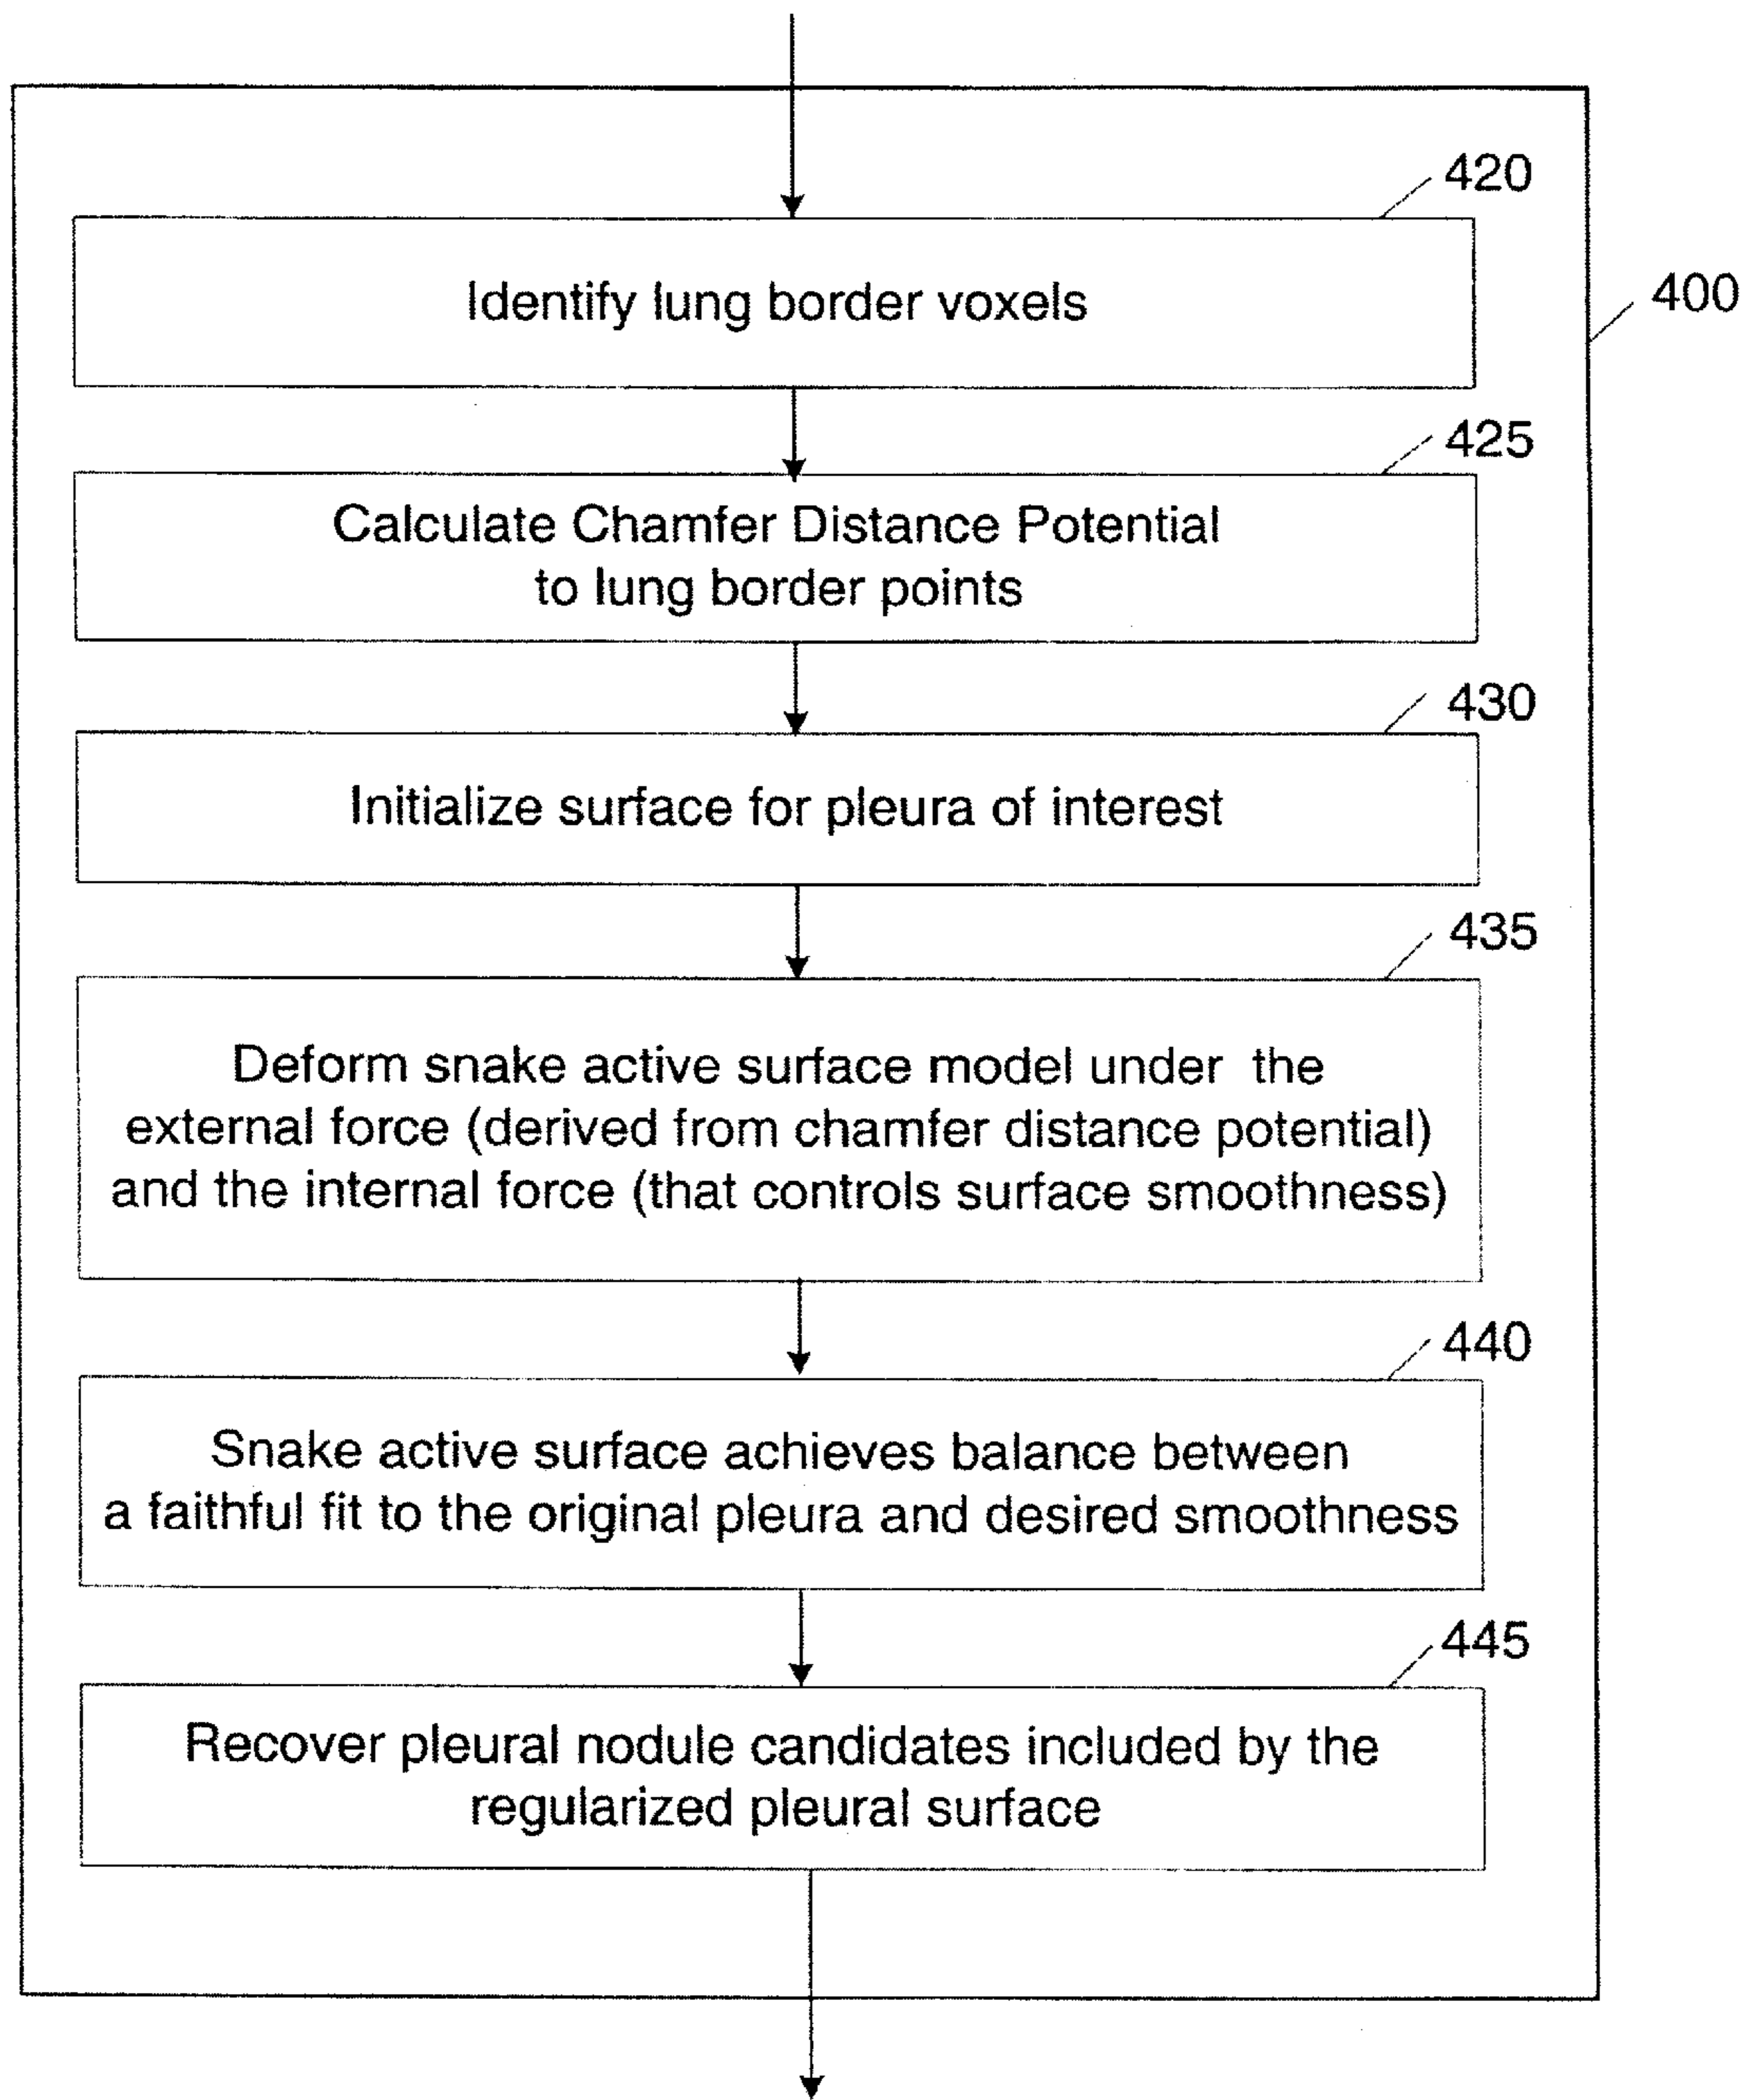 420
400
Identify lung border voxels
425
Calculate Chamfer Distance Potential
to lung border points
430
Initialize surface for pleura of interest
435
Deform snake active surface model under the
external force (derived from chamfer distance potential)
and the internal force (that controls surface smoothness)
440
Snake active surface achieves balance between
a faithful fit to the original pleura and desired smoothness
445
Recover pleural nodule candidates included by the
regularized pleural surface